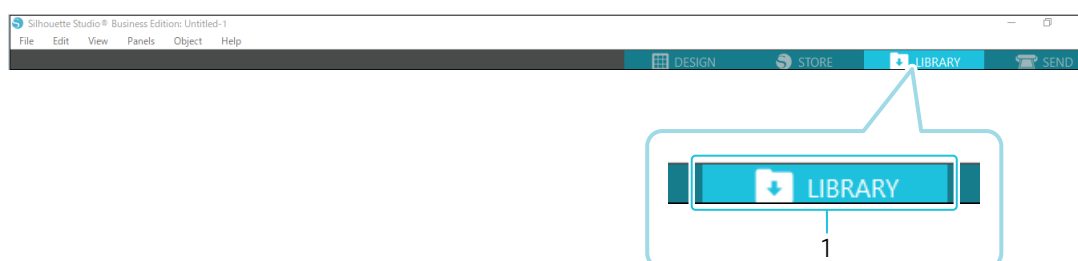 Silhouette Studio® Business Edition: Untitled-1
File Edit View Panels Object Help
DESIGN STORE LIBRARY SEND
LIBRARY
1